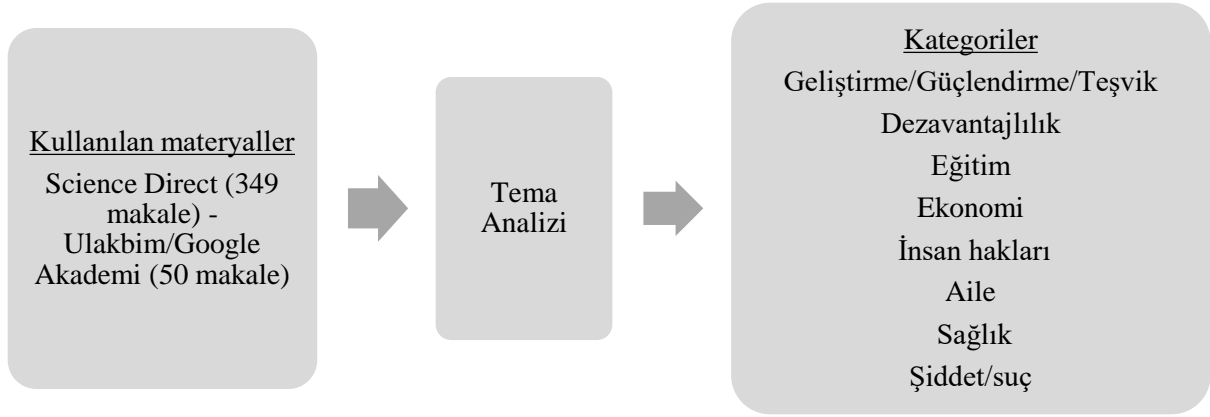 Kullanılan materyaller
Science Direct (349
makale) -
Ulakbim/Google
Akademi (50 makale)
Tema
Analizi
Kategoriler
Geliştirme/Güçlendirme/Teşvik
Dezavantajlılık
Eğitim
Ekonomi
İnsan hakları
Aile
Sağlık
Şiddet/suç